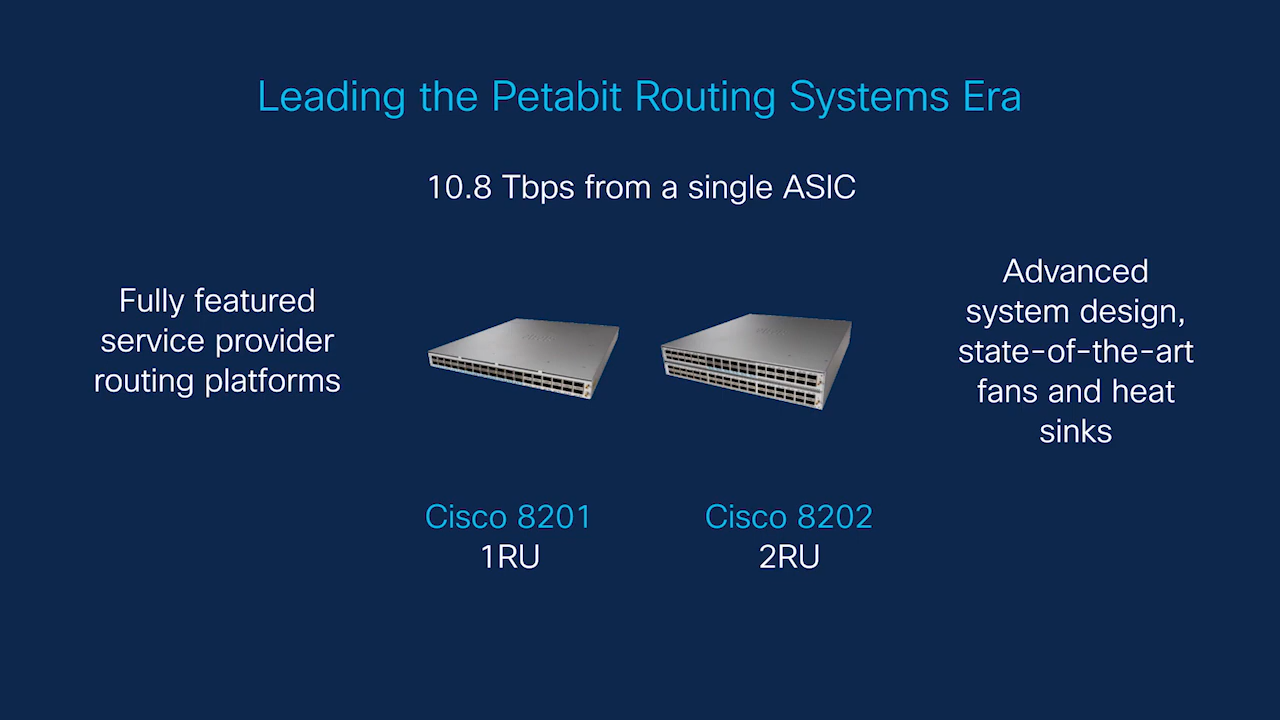 Leading the Petabit Routing Systems Era
10.8 Tbps from a single ASIC
Fully featured
service provider
routing platforms
Advanced
system design,
state-of-the-art
fans and heat
sinks
Cisco 8201
1RU
Cisco 8202
2RU